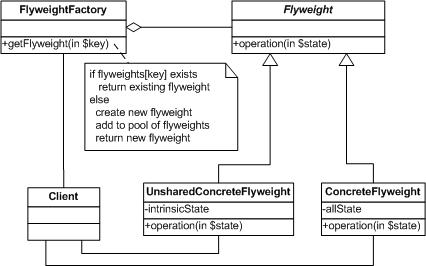 FlyweightFactory
+getFlyweight(in $key)
Flyweight
+operation(in $state)
if flyweights[key] exists
return existing flyweight
else
create new flyweight
add to pool of flyweights
return new flyweight
Client
UnsharedConcreteFlyweight
-intrinsicState
+operation(in $state)
ConcreteFlyweight
-allState
+operation(in $state)